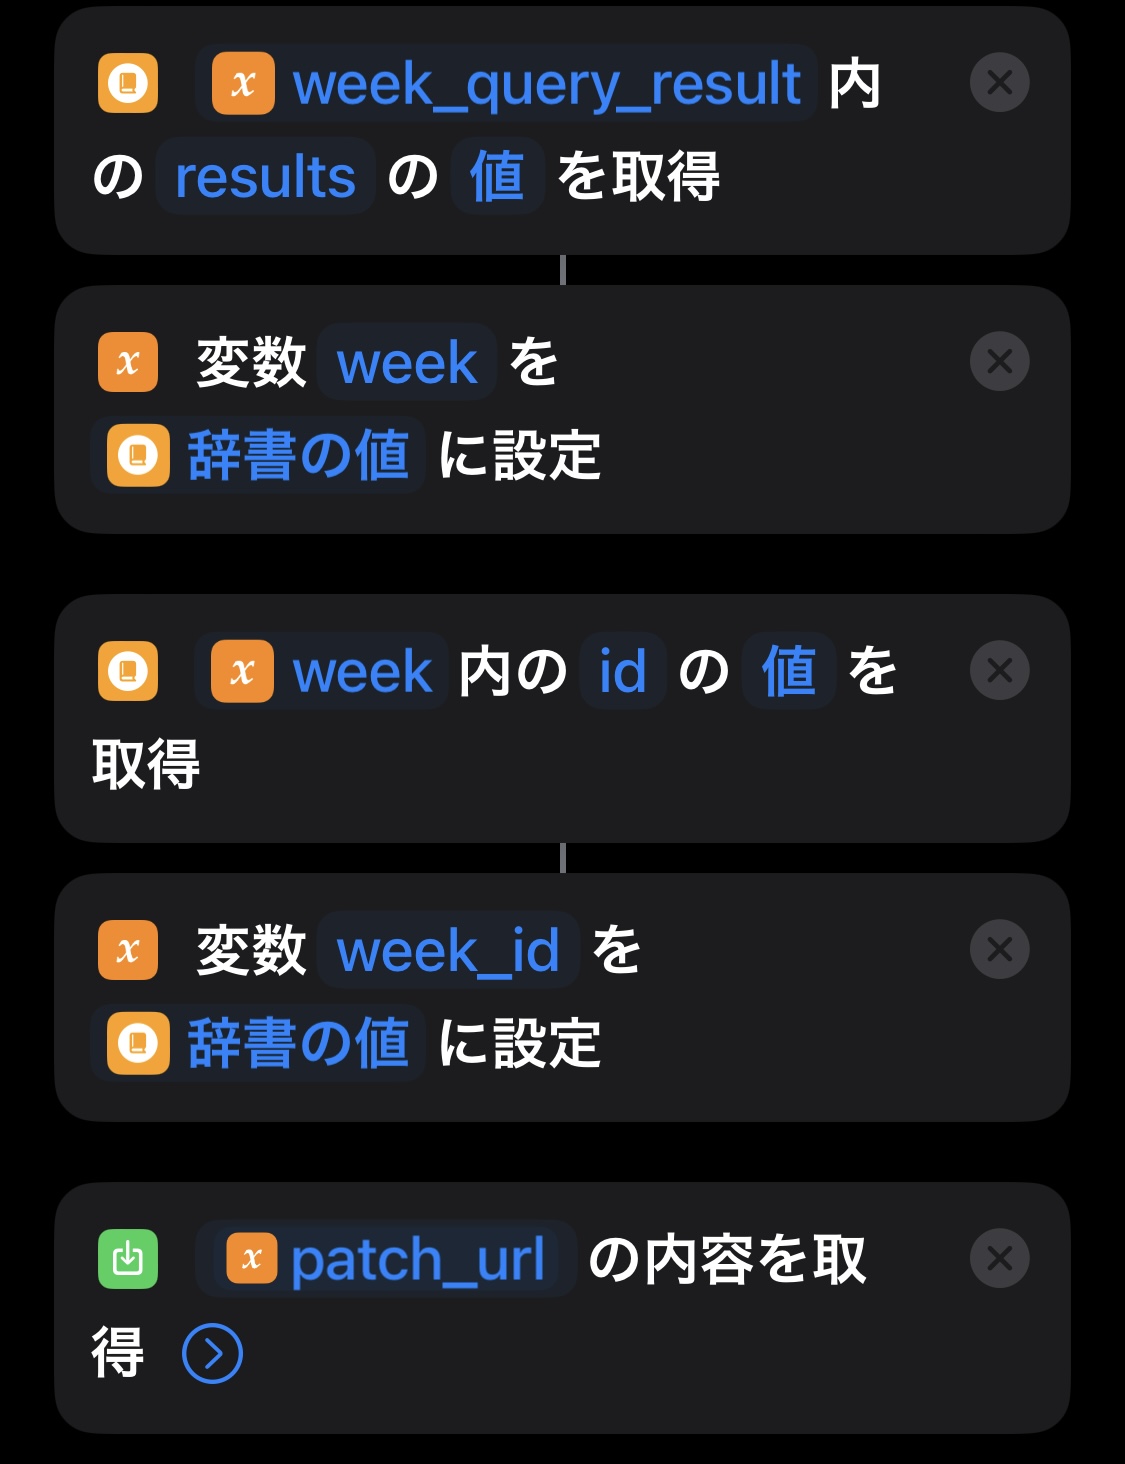 week_query_result 内
の results の 値 を取得
変数 week を
辞書の値 に設定
week 内の id の 値 を
取得
変数 week_id を
辞書の値 に設定
patch_url の内容を取
得